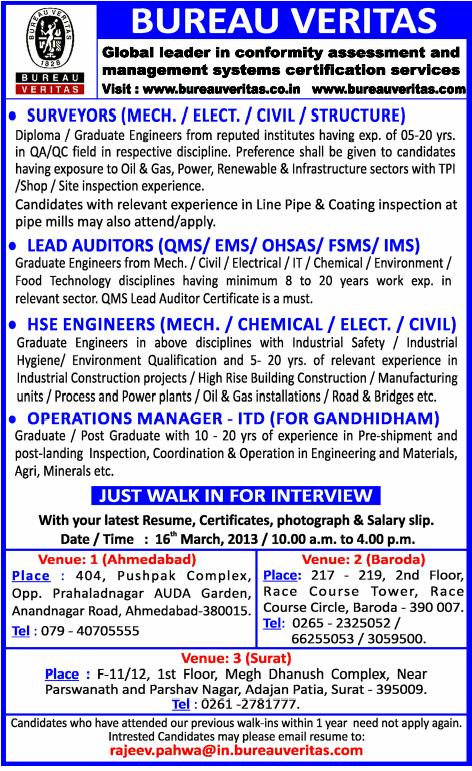 BUREAU VERITAS
1828
BUREAU
VERITAS
BUREAU VERITAS
Global leader in conformity assessment and
management systems certification services
Visit : www.bureauveritas.co.in www.bureauveritas.com
• SURVEYORS (MECH. / ELECT. / CIVIL / STRUCTURE)
Diploma / Graduate Engineers from reputed institutes having exp. of 05-20 yrs.
in QA/QC field in respective discipline. Preference shall be given to candidates
having exposure to Oil & Gas, Power, Renewable & Infrastructure sectors with TPI
/Shop / Site inspection experience.
Candidates with relevant experience in Line Pipe & Coating inspection at
pipe mills may also attend/apply.
• LEAD AUDITORS (QMS/ EMS/ OHSAS/ FSMS/ IMS)
Graduate Engineers from Mech. / Civil / Electrical / IT / Chemical / Environment /
Food Technology disciplines having minimum 8 to 20 years work exp. in
relevant sector. QMS Lead Auditor Certificate is a must.
• HSE ENGINEERS (MECH. / CHEMICAL / ELECT. / CIVIL)
Graduate Engineers in above disciplines with Industrial Safety / Industrial
Hygiene/ Environment Qualification and 5- 20 yrs. of relevant experience in
Industrial Construction projects / High Rise Building Construction / Manufacturing
units / Process and Power plants / Oil & Gas installations / Road & Bridges etc.
• OPERATIONS MANAGER - ITD (FOR GANDHIDHAM)
Graduate / Post Graduate with 10 - 20 yrs of experience in Pre-shipment and
post-landing Inspection, Coordination & Operation in Engineering and Materials,
Agri, Minerals etc.
JUST WALK IN FOR INTERVIEW
With your latest Resume, Certificates, photograph & Salary slip.
Date / Time : 16th March, 2013 / 10.00 a.m. to 4.00 p.m.
Venue: 1 (Ahmedabad)
Place : 404, Pushpak Complex,
Opp. Prahaladnagar AUDA Garden,
Anandnagar Road, Ahmedabad-380015.
Tel : 079 - 40705555
Venue: 2 (Baroda)
Place: 217 - 219, 2nd Floor,
Race Course Tower, Race
Course Circle, Baroda - 390 007.
Tel: 0265 - 2325052 /
66255053 / 3059500.
Venue: 3 (Surat)
Place : F-11/12, 1st Floor, Megh Dhanush Complex, Near
Parswanath and Parshav Nagar, Adajan Patia, Surat - 395009.
Tel : 0261 -2781777.
Candidates who have attended our previous walk-ins within 1 year need not apply again.
Intrested Candidates may please email resume to:
rajeev.pahwa@in.bureauveritas.com